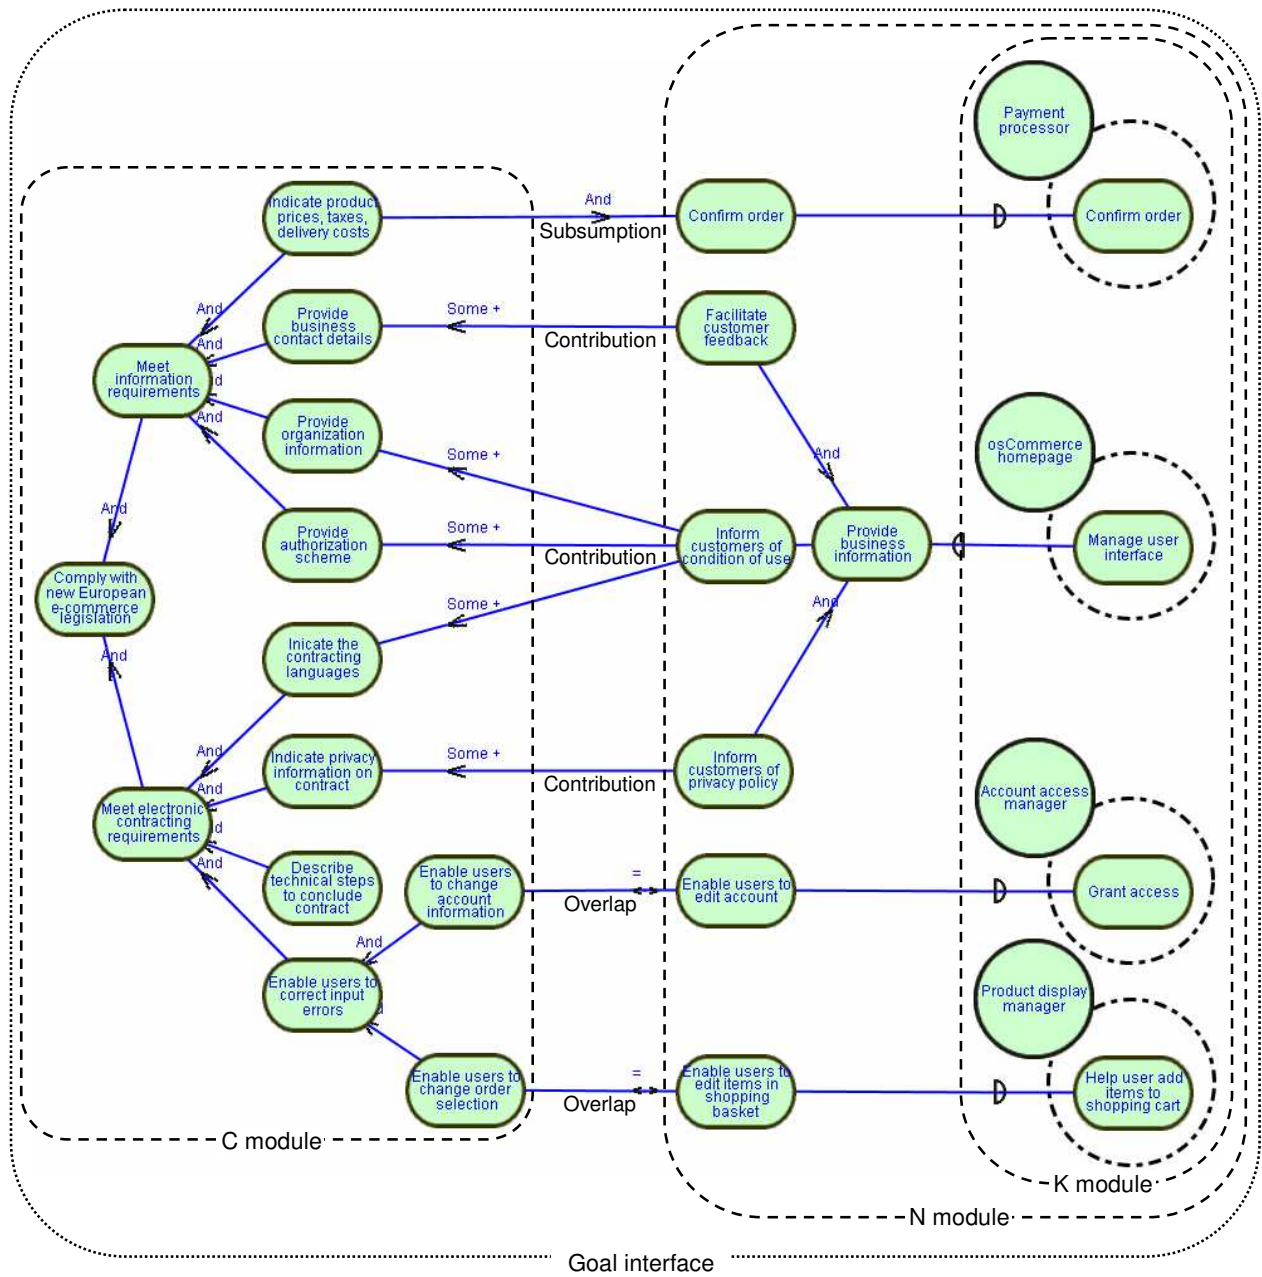 Payment
processor
Indicate product
prices, taxes,
delivery costs
And
Subsumption
Confirm order
Confirm order
And
Provide
business
contact details
Some +
Contribution
Facilitate
customer
feedback
And
Meet
information
requirements
d
And
Provide
organization
information
Some +
And
osCommerce
homepage
And
Provide
authorization
scheme
Some +
Contribution
Inform
customers of
condition of use
Provide
business
information
Manage user
interface
Comply with
new European
e-commerce
legislation
Some +
And
And
Inicate the
contracting
languages
And
Indicate privacy
information on
contract
Some +
Contribution
Inform
customers of
privacy policy
Account access
manager
And
Meet electronic
contracting
requirements
d
And
Describe
technical steps
to conclude
contract
Enable users
to change
account
information
=
Overlap
Enable users to
edit account
Grant access
And
Enable users to
correct input
errors
d
Product display
manager
Enable users to
change order
selection
=
Overlap
Enable users to
edit items in
shopping
basket
Help user add
items to
shopping cart
C module
K module
N module
Goal interface